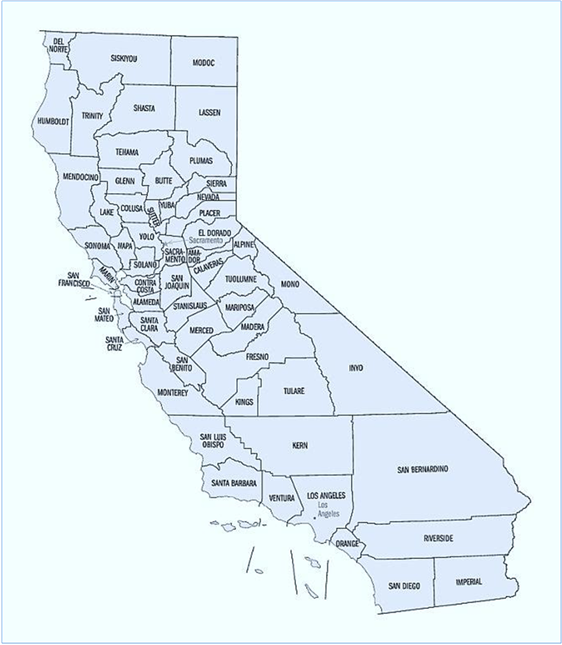 DEL
NORTE
SISKIYOU
MODOC
HUMBOLDT
TRINITY
SHASTA
LASSEN
TEHAMA
PLUMAS
MENDOCINO
GLENN
BUTTE
SIERRA
NEVADA
YUBA
LAKE
COLUSA
SUTTER
PLACER
EL DORADO
Sacramento
SONOMA
NAPA
YOLO
ALPINE
SACRA-
MENTO
AMA-
DOR
SOLANO
CALAVERAS
SAN
FRANCISCO
MARIN
CONTRA
COSTA
SAN
JOAQUIN
TUOLUMNE
MONO
ALAMEDA
STANISLAUS
MARIPOSA
SAN
MATEO
SANTA
CLARA
MERCED
MADERA
SANTA
CRUZ
SAN
BENITO
FRESNO
INYO
MONTEREY
KINGS
TULARE
SAN LUIS
OBISPO
KERN
SAN BERNARDINO
SANTA BARBARA
VENTURA
LOS ANGELES
Los
Angeles
ORANGE
RIVERSIDE
SAN DIEGO
IMPERIAL